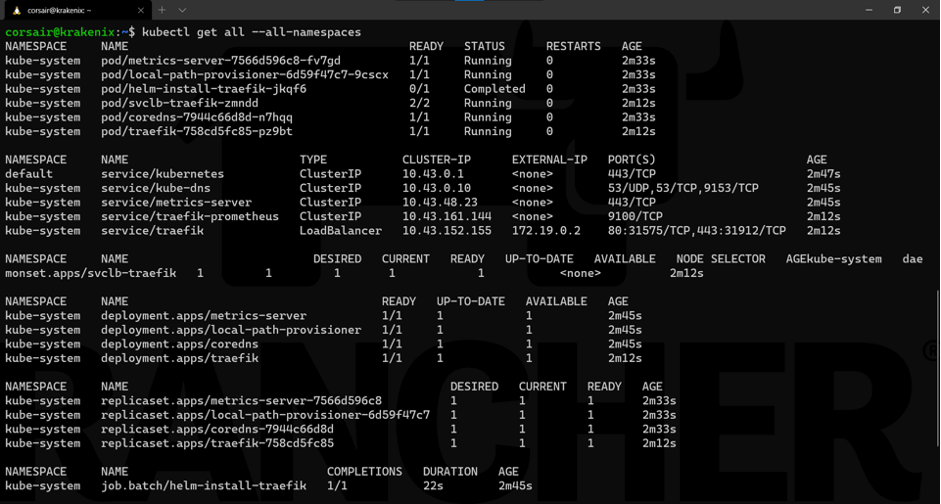 corsair@krakenix: ~
corsair@krakenix:~$ kubectl get all --all-namespaces
NAMESPACE NAME READY STATUS RESTARTS AGE
kube-system pod/metrics-server-7566d596c8-fv7gd 1/1 Running 0 2m33s
kube-system pod/local-path-provisioner-6d59f47c7-9cscx 1/1 Running 0 2m33s
kube-system pod/helm-install-traefik-jkqf6 0/1 Completed 0 2m33s
kube-system pod/svclb-traefik-zmndd 2/2 Running 0 2m12s
kube-system pod/coredns-7944c66d8d-n7hqq 1/1 Running 0 2m33s
kube-system pod/traefik-758cd5fc85-pz9bt 1/1 Running 0 2m12s
NAMESPACE NAME TYPE CLUSTER-IP EXTERNAL-IP PORT(S) AGE
default service/kubernetes ClusterIP 10.43.0.1 <none> 443/TCP 2m47s
kube-system service/kube-dns ClusterIP 10.43.0.10 <none> 53/UDP,53/TCP,9153/TCP 2m45s
kube-system service/metrics-server ClusterIP 10.43.48.23 <none> 443/TCP 2m45s
kube-system service/traefik-prometheus ClusterIP 10.43.161.144 <none> 9100/TCP 2m12s
kube-system service/traefik LoadBalancer 10.43.152.155 172.19.0.2 80:31575/TCP,443:31912/TCP 2m12s
NAMESPACE NAME DESIRED CURRENT READY UP-TO-DATE AVAILABLE NODE SELECTOR AGEkube-system dae
monset.apps/svclb-traefik 1 1 1 1 1 <none> 2m12s
NAMESPACE NAME READY UP-TO-DATE AVAILABLE AGE
kube-system deployment.apps/metrics-server 1/1 1 1 2m45s
kube-system deployment.apps/local-path-provisioner 1/1 1 1 2m45s
kube-system deployment.apps/coredns 1/1 1 1 2m45s
kube-system deployment.apps/traefik 1/1 1 1 2m12s
NAMESPACE NAME DESIRED CURRENT READY AGE
kube-system replicaset.apps/metrics-server-7566d596c8 1 1 1 2m33s
kube-system replicaset.apps/local-path-provisioner-6d59f47c7 1 1 1 2m33s
kube-system replicaset.apps/coredns-7944c66d8d 1 1 1 2m33s
kube-system replicaset.apps/traefik-758cd5fc85 1 1 1 2m12s
NAMESPACE NAME COMPLETIONS DURATION AGE
kube-system job.batch/helm-install-traefik 1/1 22s 2m45s
RANCHER®